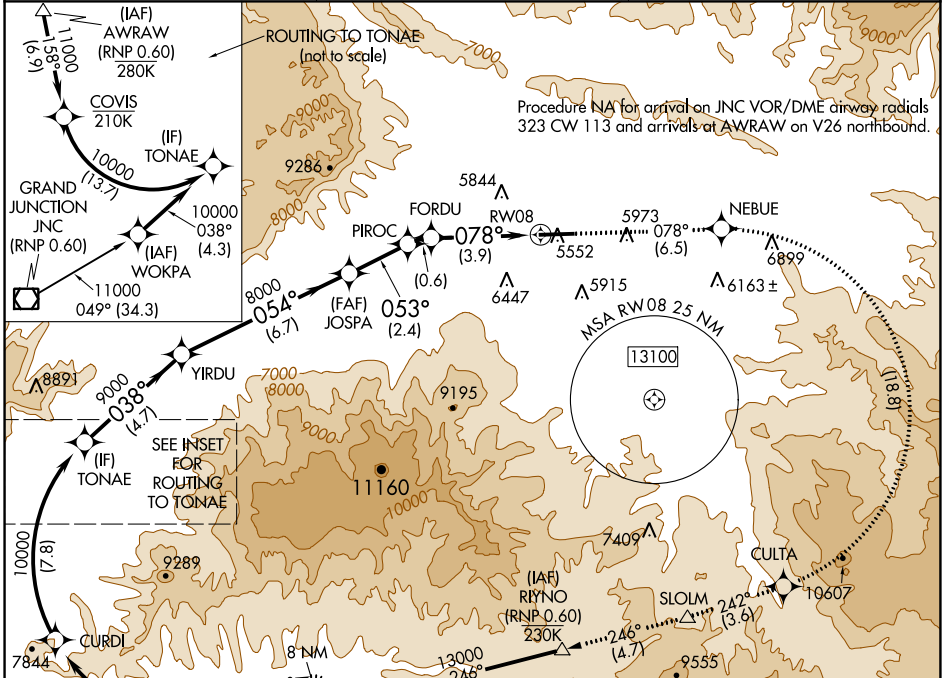 (IAF)
AWRAW
(RNP 0.60)
280K
11000
158°
(6.9)
ROUTING TO TONAE
(not to scale)
COVIS
210K
(IF)
TONAE
10000
(13.7)
GRAND
JUNCTION
JNC
(RNP 0.60)
10000
038°
(4.3)
(IAF)
WOKPA
11000
049° (34.3)
7000
9000
9000
8000
9286
Procedure NA for arrival on JNC VOR/DME airway radials
323 CW 113 and arrivals at AWRAW on V26 northbound.
5844
FORDU
PIROC
RW08
078°
(3.9)
5552
5973
078°
(6.5)
NEBUE
6899
(0.6)
8000
054°
(6.7)
(FAF)
JOSPA
053°
(2.4)
6447
5915
6163 ±
MSA RW08 25 NM
13100
YIRDU
8891
9000
038°
(4.7)
7000
8000
9195
9000
(18.8)
(IF)
TONAE
SEE INSET
FOR
ROUTING
TO TONAE
11160
10000
10000
(7.8)
9289
7409
CULTA
10607
(IAF)
RIYNO
(RNP 0.60)
230K
SLOLM
242°
(3.6)
246°
(4.7)
CURDI
7844
8 NM
13000
246°
9555